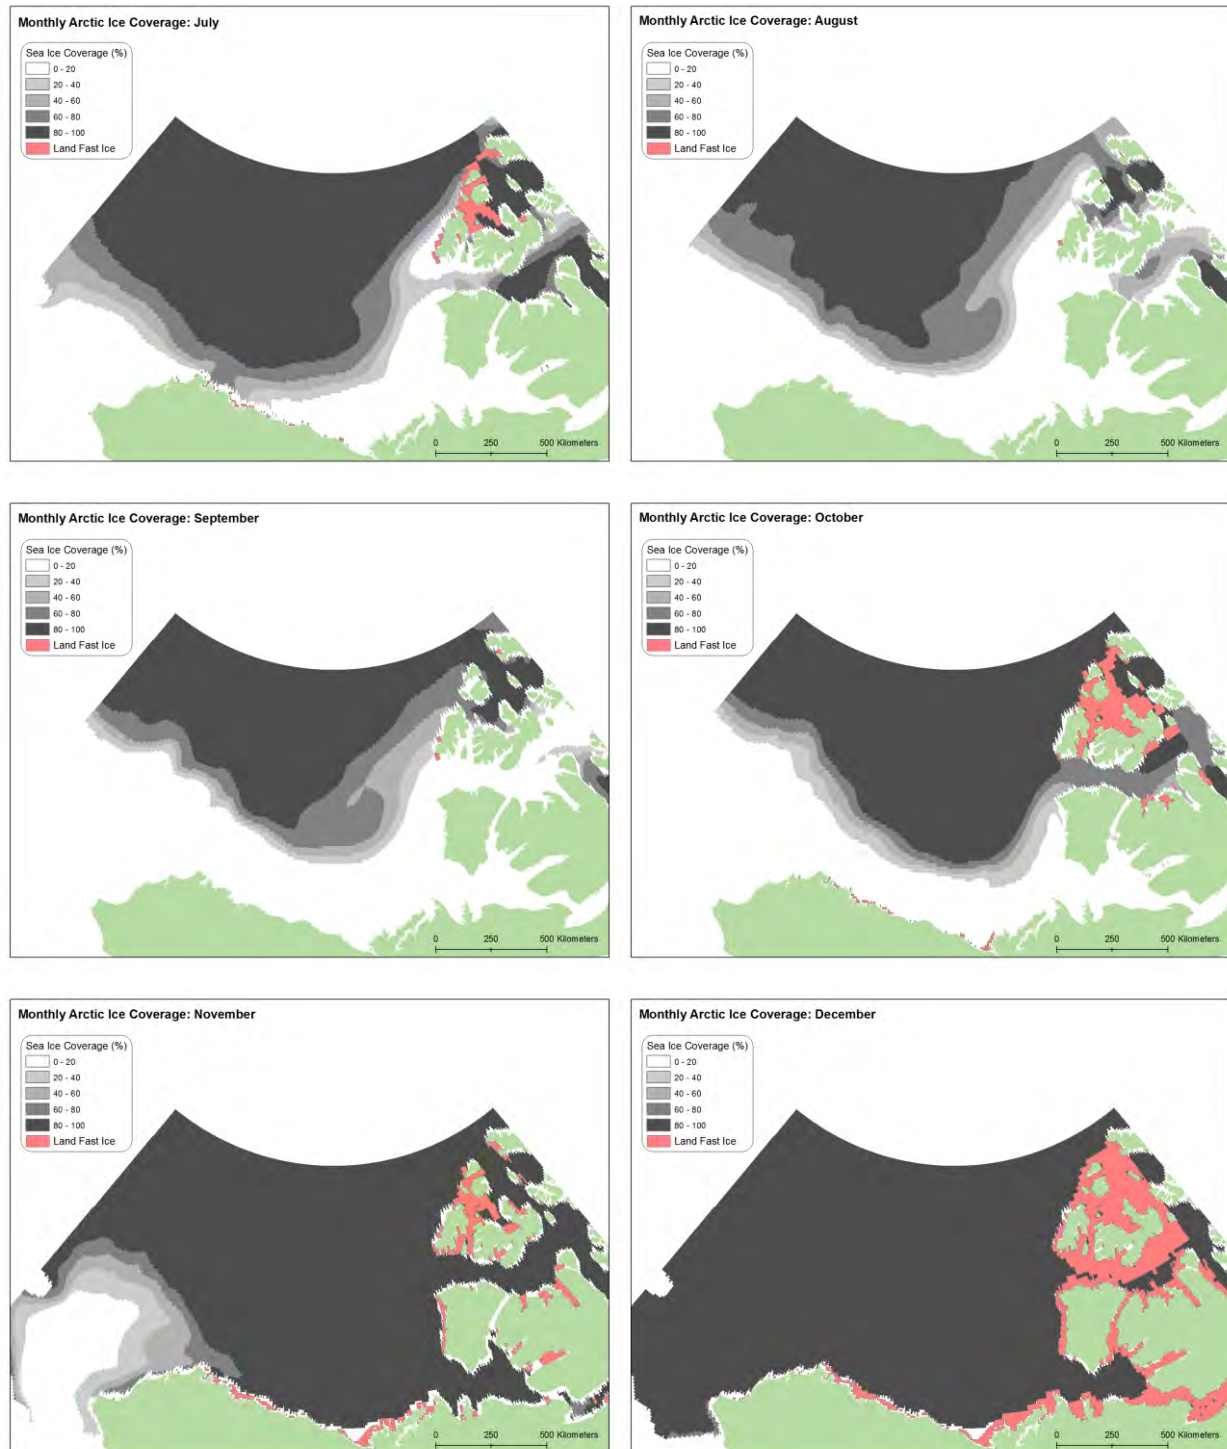 Monthly Arctic Ice Coverage: July
Sea Ice Coverage (%)
0 - 20
20 - 40
40 - 60
60 - 80
80 - 100
Land Fast Ice
0 250 500 Kilometers
Monthly Arctic Ice Coverage: August
Sea Ice Coverage (%)
0 - 20
20 - 40
40 - 60
60 - 80
80 - 100
Land Fast Ice
0 250 500 Kilometers
Monthly Arctic Ice Coverage: September
Sea Ice Coverage (%)
0 - 20
20 - 40
40 - 60
60 - 80
80 - 100
Land Fast Ice
0 250 500 Kilometers
Monthly Arctic Ice Coverage: October
Sea Ice Coverage (%)
0 - 20
20 - 40
40 - 60
60 - 80
80 - 100
Land Fast Ice
0 250 500 Kilometers
Monthly Arctic Ice Coverage: November
Sea Ice Coverage (%)
0 - 20
20 - 40
40 - 60
60 - 80
80 - 100
Land Fast Ice
0 250 500 Kilometers
Monthly Arctic Ice Coverage: December
Sea Ice Coverage (%)
0 - 20
20 - 40
40 - 60
60 - 80
80 - 100
Land Fast Ice
0 250 500 Kilometers